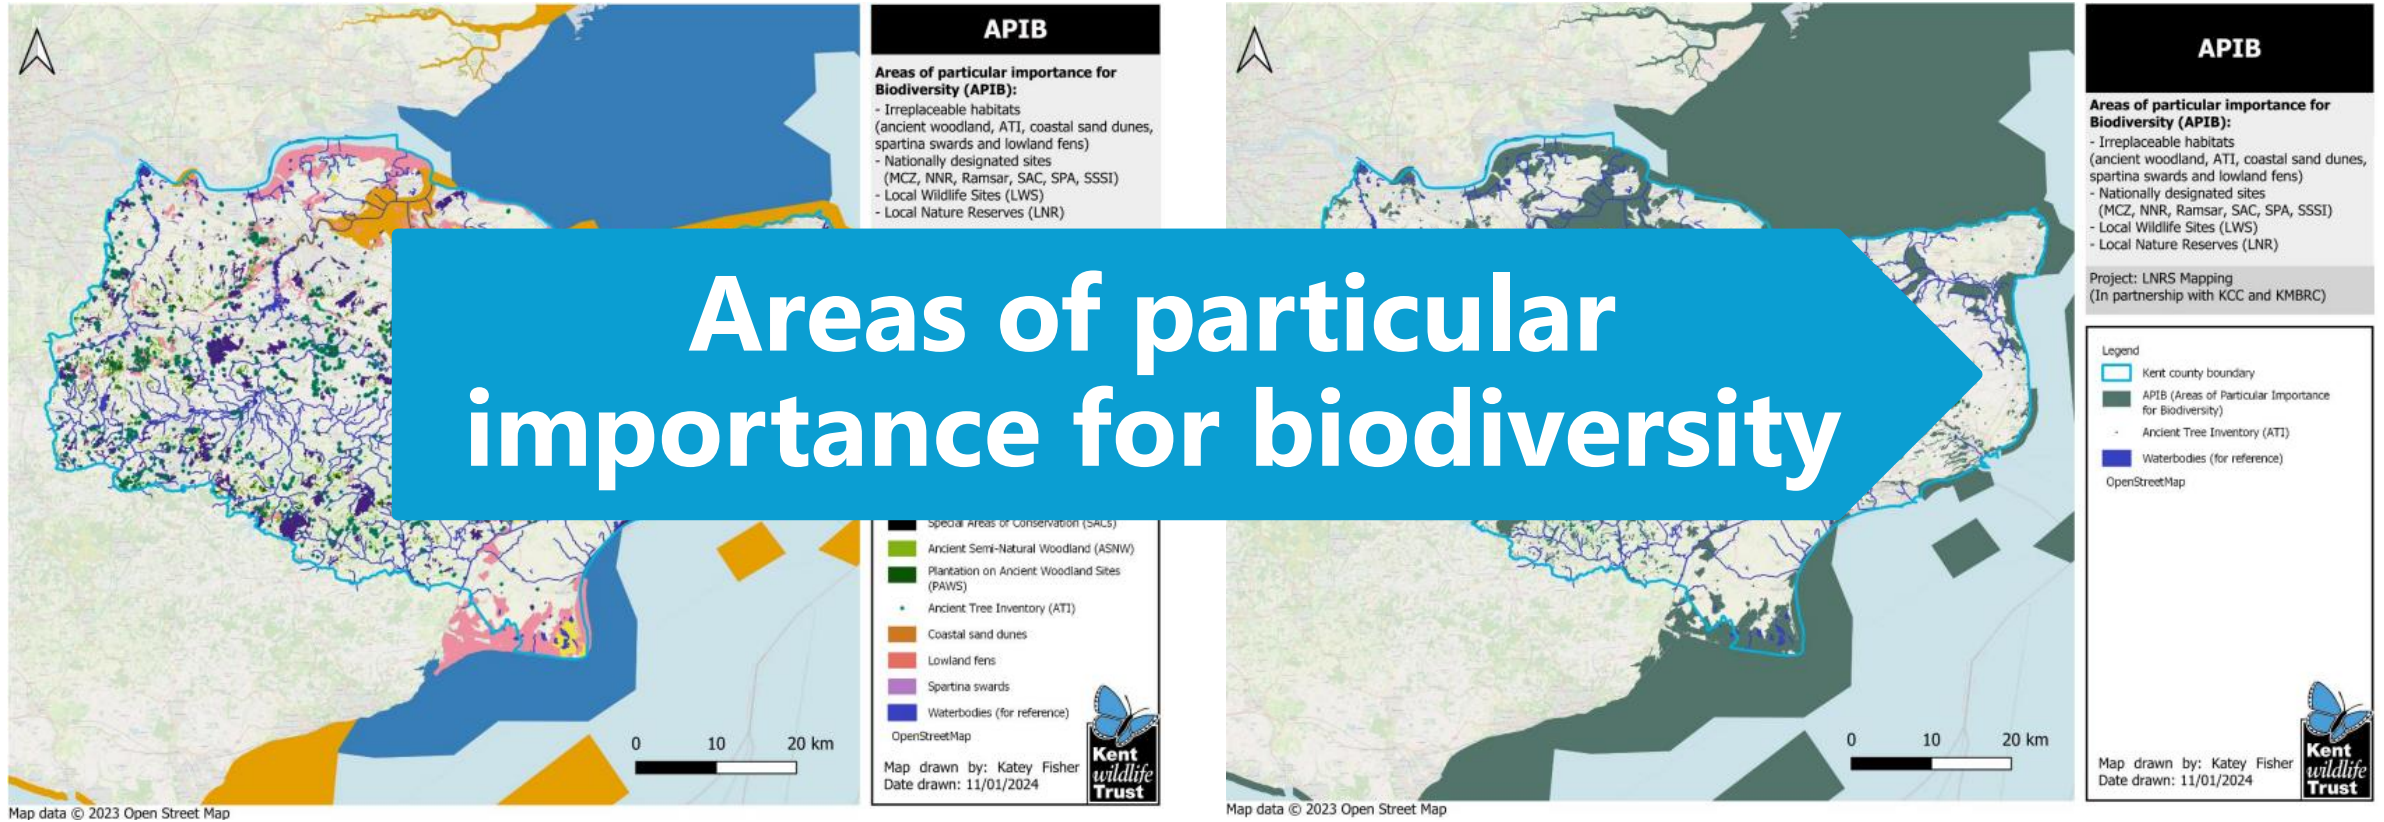 APIB
Areas of particular importance for
Biodiversity (APIB):
- Irreplaceable habitats
(ancient woodland, ATI, coastal sand dunes,
spartina swards and lowland fens)
- Nationally designated sites
(MCZ, NNR, Ramsar, SAC, SPA, SSSI)
- Local Wildlife Sites (LWS)
- Local Nature Reserves (LNR)
Areas of particular
importance for biodiversity
Special Areas of Conservation (SACs)
Ancient Semi-Natural Woodland (ASNW)
Plantation on Ancient Woodland Sites
(PAWS)
Ancient Tree Inventory (ATI)
Coastal sand dunes
Lowland fens
Spartina swards
Waterbodies (for reference)
OpenStreetMap
0 10 20 km
Map drawn by: Katey Fisher
Date drawn: 11/01/2024
Kent
wildlife
Trust
Map data © 2023 Open Street Map
APIB
Areas of particular importance for
Biodiversity (APIB):
- Irreplaceable habitats
(ancient woodland, ATI, coastal sand dunes,
spartina swards and lowland fens)
- Nationally designated sites
(MCZ, NNR, Ramsar, SAC, SPA, SSSI)
- Local Wildlife Sites (LWS)
- Local Nature Reserves (LNR)
Project: LNRS Mapping
(In partnership with KCC and KMBRC)
Legend
Kent county boundary
APIB (Areas of Particular Importance
for Biodiversity)
Ancient Tree Inventory (ATI)
Waterbodies (for reference)
OpenStreetMap
0 10 20 km
Map drawn by: Katey Fisher
Date drawn: 11/01/2024
Kent
wildlife
Trust
Map data © 2023 Open Street Map